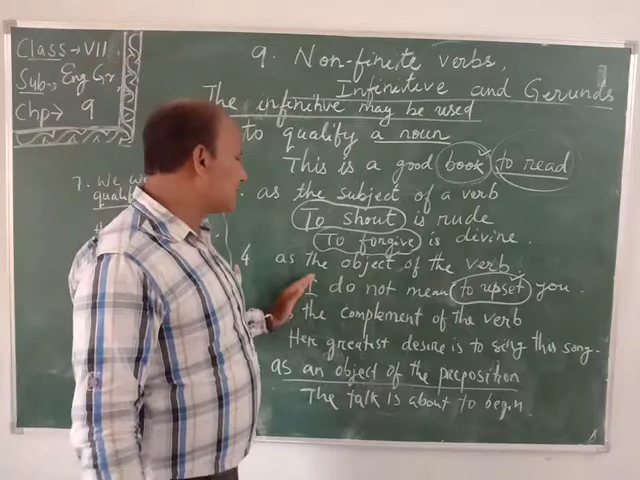 Class → VII
Sub: Eng Gr,
Chp → 9
9. Non-finite verbs,
Infinitive and Gerunds
The infinitive may be used
to qualify a noun
This is a good book to read
7. We
as the subject of a verb
To shout is rude
To forgive is divine.
4 as the object of the verb
I do not mean to upset you.
the complement of the verb
Her greatest desire is to sing this song.
as an object of the preposition
The talk is about to begin.